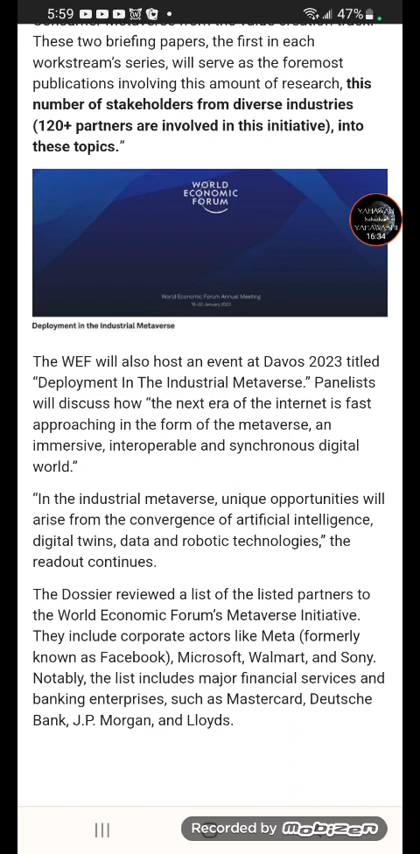 5:59
47%
These two briefing papers, the first in each
workstream's series, will serve as the foremost
publications involving this amount of research, this
number of stakeholders from diverse industries
(120+ partners are involved in this initiative), into
these topics.”
WORLD
ECONOMIC
FORUM
YAHAWAH
YAHAWASHI
16:34
World Economic Forum Annual Meeting
16-20 January 2023
Deployment in the Industrial Metaverse
The WEF will also host an event at Davos 2023 titled
“Deployment In The Industrial Metaverse.” Panelists
will discuss how “the next era of the internet is fast
approaching in the form of the metaverse, an
immersive, interoperable and synchronous digital
world.”
“In the industrial metaverse, unique opportunities will
arise from the convergence of artificial intelligence,
digital twins, data and robotic technologies,” the
readout continues.
The Dossier reviewed a list of the listed partners to
the World Economic Forum's Metaverse Initiative.
They include corporate actors like Meta (formerly
known as Facebook), Microsoft, Walmart, and Sony.
Notably, the list includes major financial services and
banking enterprises, such as Mastercard, Deutsche
Bank, J.P. Morgan, and Lloyds.
Recorded by mobizen